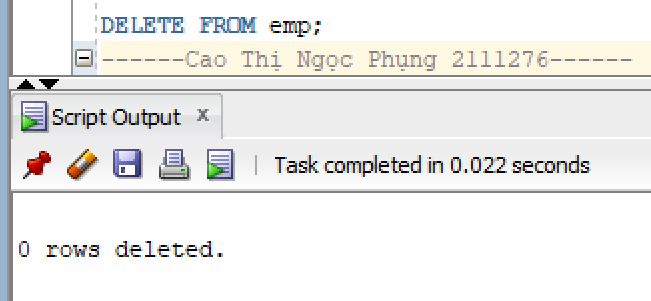 DELETE FROM emp;
------Cao Thị Ngọc Phụng 2111276------
Script Output x
Task completed in 0.022 seconds
0 rows deleted.